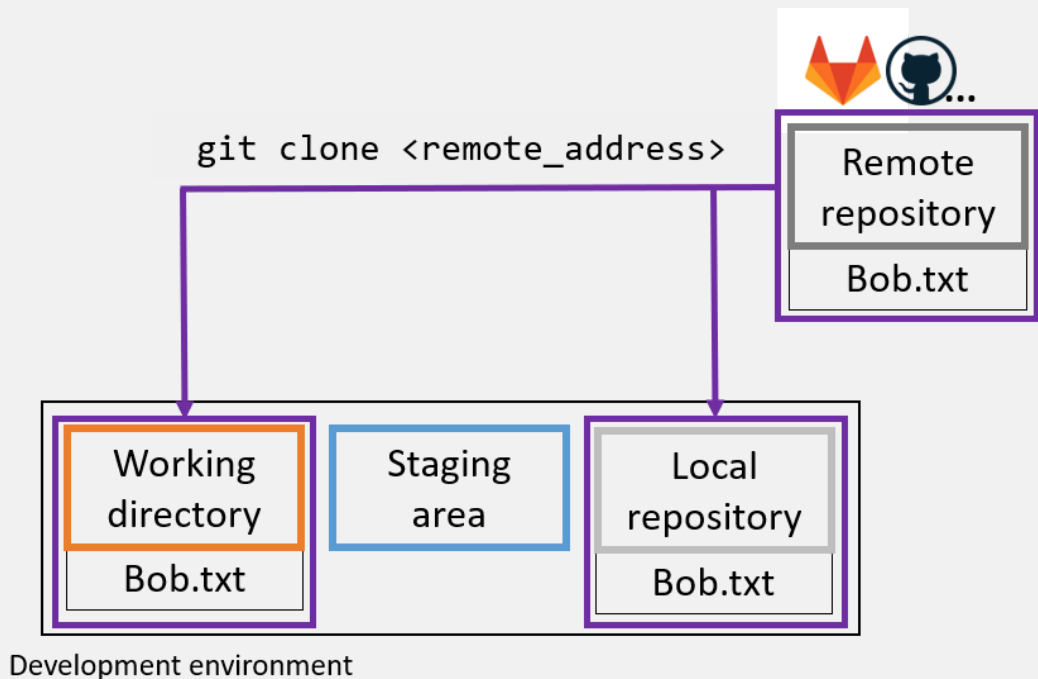 ...
git clone <remote_address>
Remote
repository
Bob.txt
Working
directory
Bob.txt
Staging
area
Local
repository
Bob.txt
Development environment